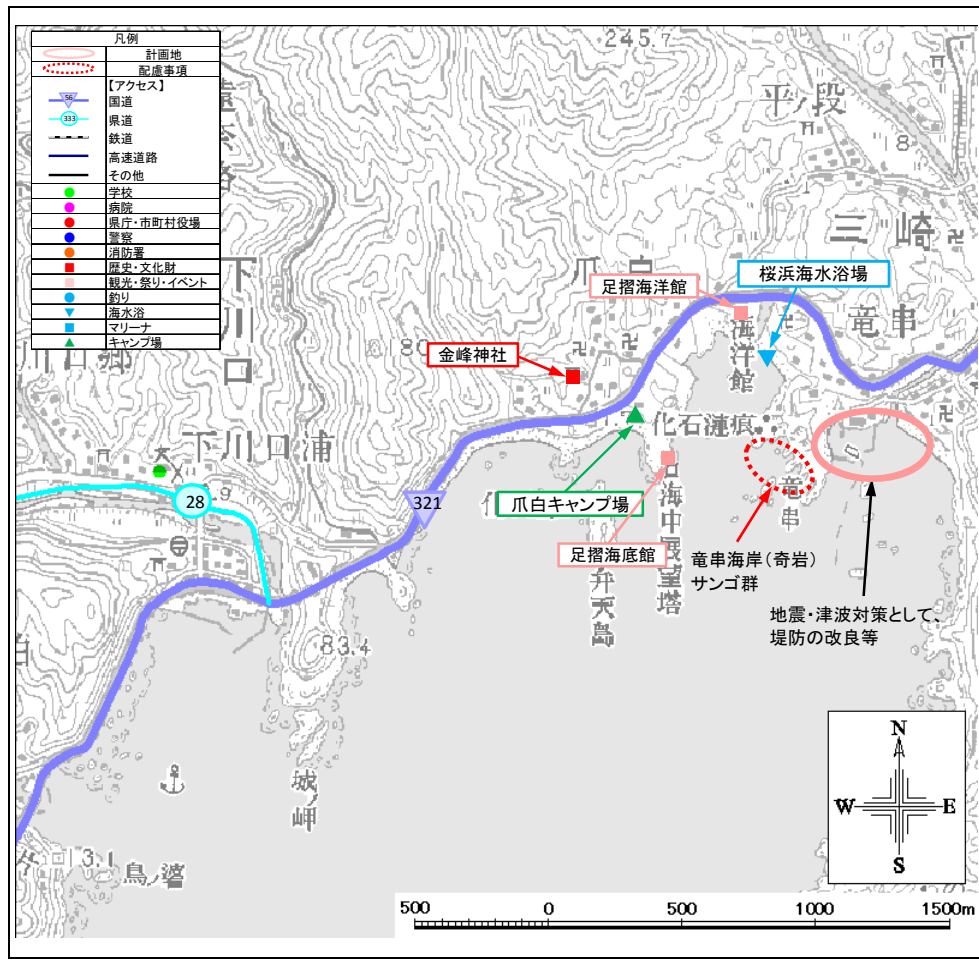 凡例
計画地
配慮事項
【アクセス】
56
国道
333
県道
鉄道
高速道路
その他
学校
病院
県庁・市町村役場
警察
消防署
歴史・文化財
観光・祭り・イベント
釣り
海水浴
マリーナ
キャンプ場
245.7
平ノ段
18
三崎
爪白
足摺海洋館
桜浜海水浴場
竜串
海洋館
下川口
180
金峰神社
化石漣痕
下川口浦
28
321
爪白キャンプ場
足摺海底館
海中展望塔
弁天島
竜串
竜串海岸(奇岩)
サンゴ群
地震・津波対策として、
堤防の改良等
83.4
城ノ岬
3.1
N
W E
S
500 0 500 1000 1500m